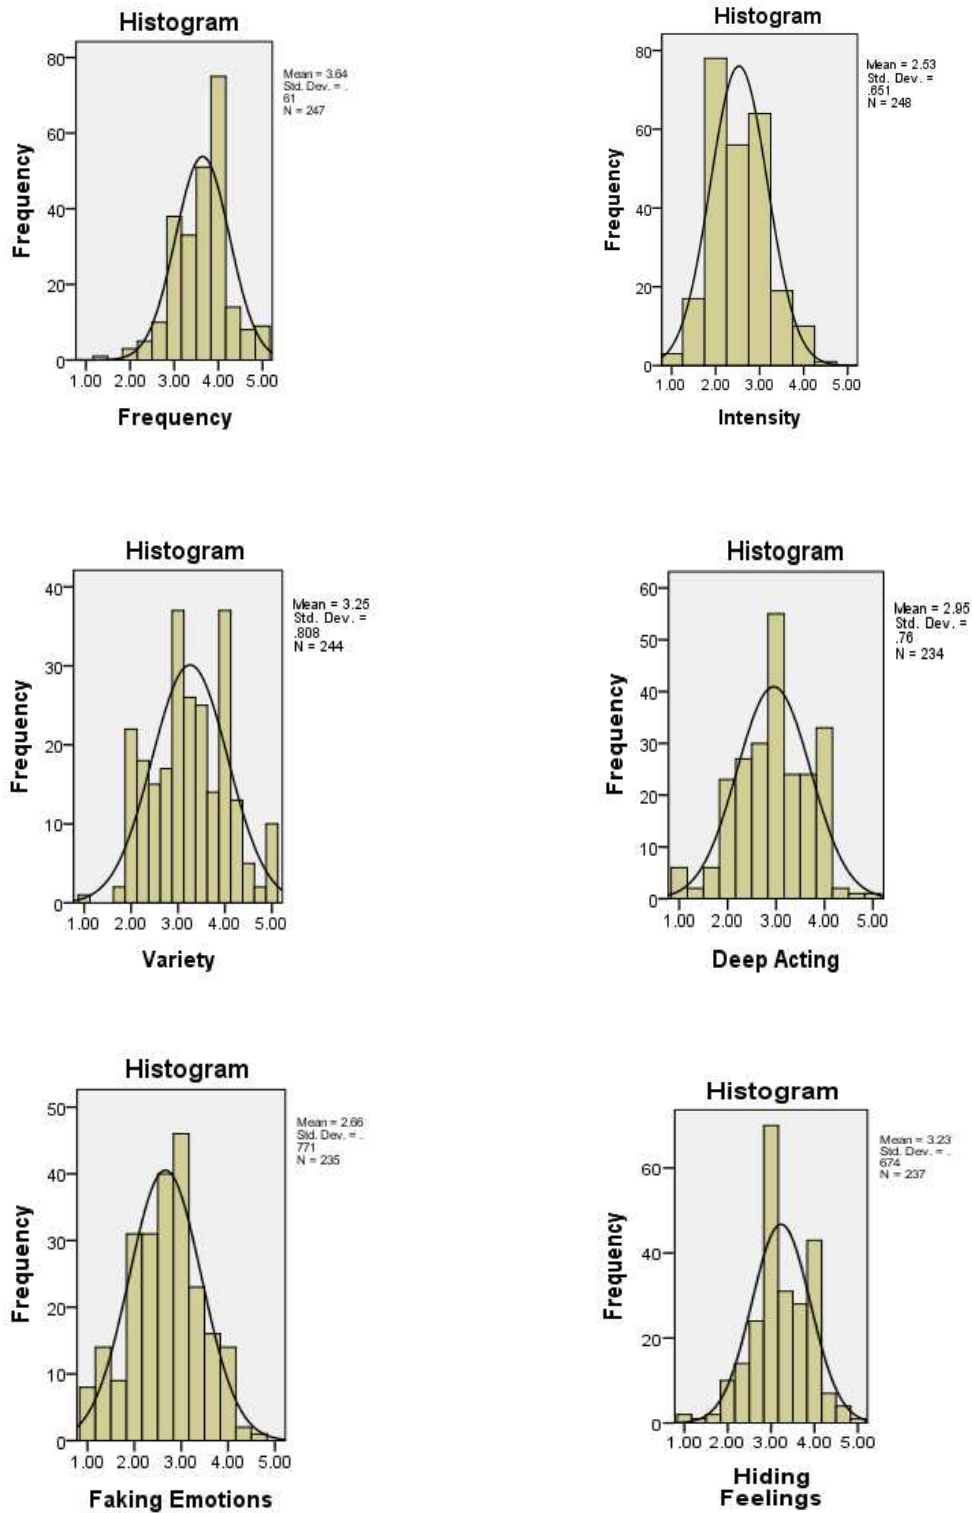 Histogram
80
60
40
20
0
Frequency
1.00 2.00 3.00 4.00 5.00
Frequency
Mean = 3.64
Std. Dev. = .
61
N = 247
Histogram
80
60
40
20
0
Frequency
1.00 2.00 3.00 4.00 5.00
Intensity
Mean = 2.53
Std. Dev. =
.651
N = 248
Histogram
40
30
20
10
0
Frequency
1.00 2.00 3.00 4.00 5.00
Variety
Mean = 3.25
Std. Dev. =
.808
N = 244
Histogram
60
50
40
30
20
10
0
Frequency
1.00 2.00 3.00 4.00 5.00
Deep Acting
Mean = 2.95
Std. Dev. =
.76
N = 234
Histogram
50
40
30
20
10
0
Frequency
1.00 2.00 3.00 4.00 5.00
Faking Emotions
Mean = 2.66
Std. Dev. = .
771
N = 235
Histogram
60
40
20
0
Frequency
1.00 2.00 3.00 4.00 5.00
Hiding
Feelings
Mean = 3.23
Std. Dev. = .
674
N = 237